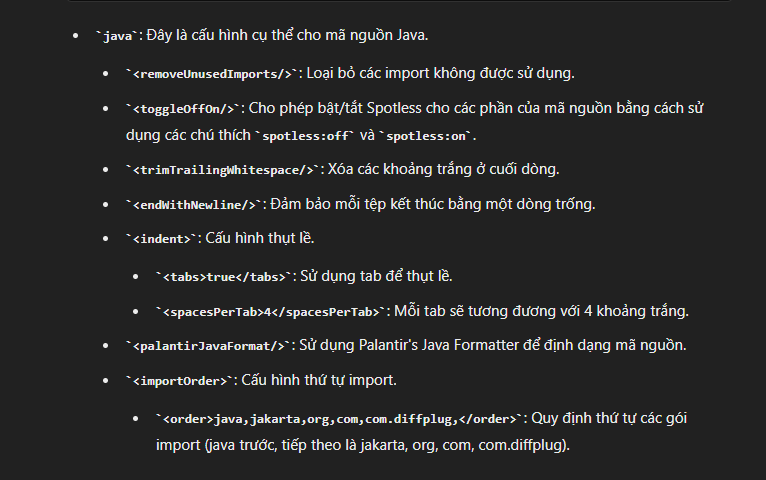 `java`: Đây là cấu hình cụ thể cho mã nguồn Java.
`<removeUnusedImports/>`: Loại bỏ các import không được sử dụng.
`<toggleOffOn/>`: Cho phép bật/tắt Spotless cho các phần của mã nguồn bằng cách sử
dụng các chú thích `spotless:off` và `spotless:on`.
`<trimTrailingWhitespace/>`: Xóa các khoảng trắng ở cuối dòng.
`<endWithNewline/>`: Đảm bảo mỗi tệp kết thúc bằng một dòng trống.
`<indent>`: Cấu hình thụt lề.
`<tabs>true</tabs>`: Sử dụng tab để thụt lề.
`<spacesPerTab>4</spacesPerTab>`: Mỗi tab sẽ tương đương với 4 khoảng trắng.
`<palantirJavaFormat/>`: Sử dụng Palantir's Java Formatter để định dạng mã nguồn.
`<importOrder>`: Cấu hình thứ tự import.
`<order>java,jakarta,org,com,com.diffplug,</order>`: Quy định thứ tự các gói
import (java trước, tiếp theo là jakarta, org, com, com.diffplug).